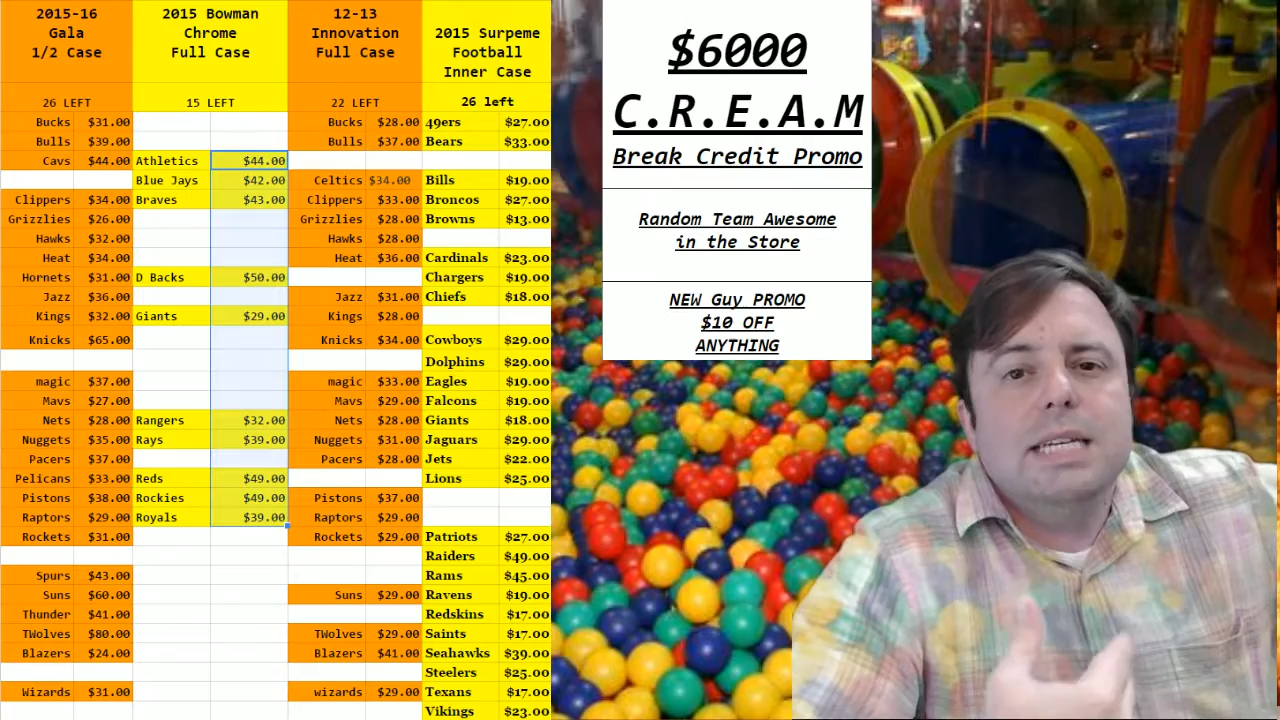 2015-16
Gala
1/2 Case
26 LEFT
Bucks $31.00
Bulls $39.00
Cavs $44.00
Clippers $34.00
Grizzlies $26.00
Hawks $32.00
Heat $34.00
Hornets $31.00
Jazz $36.00
Kings $32.00
Knicks $65.00
magic $37.00
Mavs $27.00
Nets $28.00
Nuggets $35.00
Pacers $37.00
Pelicans $33.00
Pistons $38.00
Raptors $29.00
Rockets $31.00
Spurs $43.00
Suns $60.00
Thunder $41.00
TWolves $80.00
Blazers $24.00
Wizards $31.00
2015 Bowman
Chrome
Full Case
15 LEFT
Athletics $44.00
Blue Jays $42.00
Braves $43.00
D Backs $50.00
Giants $29.00
Rangers $32.00
Rays $39.00
Reds $49.00
Rockies $49.00
Royals $39.00
12-13
Innovation
Full Case
22 LEFT
Bucks $28.00
Bulls $37.00
Celtics $34.00
Clippers $33.00
Grizzlies $28.00
Hawks $28.00
Heat $36.00
Jazz $31.00
Kings $28.00
Knicks $34.00
magic $33.00
Mavs $29.00
Nets $28.00
Nuggets $31.00
Pacers $28.00
Pistons $37.00
Raptors $29.00
Rockets $29.00
Suns $29.00
TWolves $29.00
Blazers $41.00
wizards $29.00
2015 Surpeme
Football
Inner Case
26 left
49ers $27.00
Bears $33.00
Bills $19.00
Broncos $27.00
Browns $13.00
Cardinals $23.00
Chargers $19.00
Chiefs $18.00
Cowboys $29.00
Dolphins $29.00
Eagles $19.00
Falcons $19.00
Giants $18.00
Jaguars $29.00
Jets $22.00
Lions $25.00
Patriots $27.00
Raiders $49.00
Rams $45.00
Ravens $19.00
Redskins $17.00
Saints $17.00
Seahawks $39.00
Steelers $25.00
Texans $17.00
Vikings $23.00
$6000
C.R.E.A.M
Break Credit Promo
Random Team Awesome
in the Store
NEW Guy PROMO
$10 OFF
ANYTHING